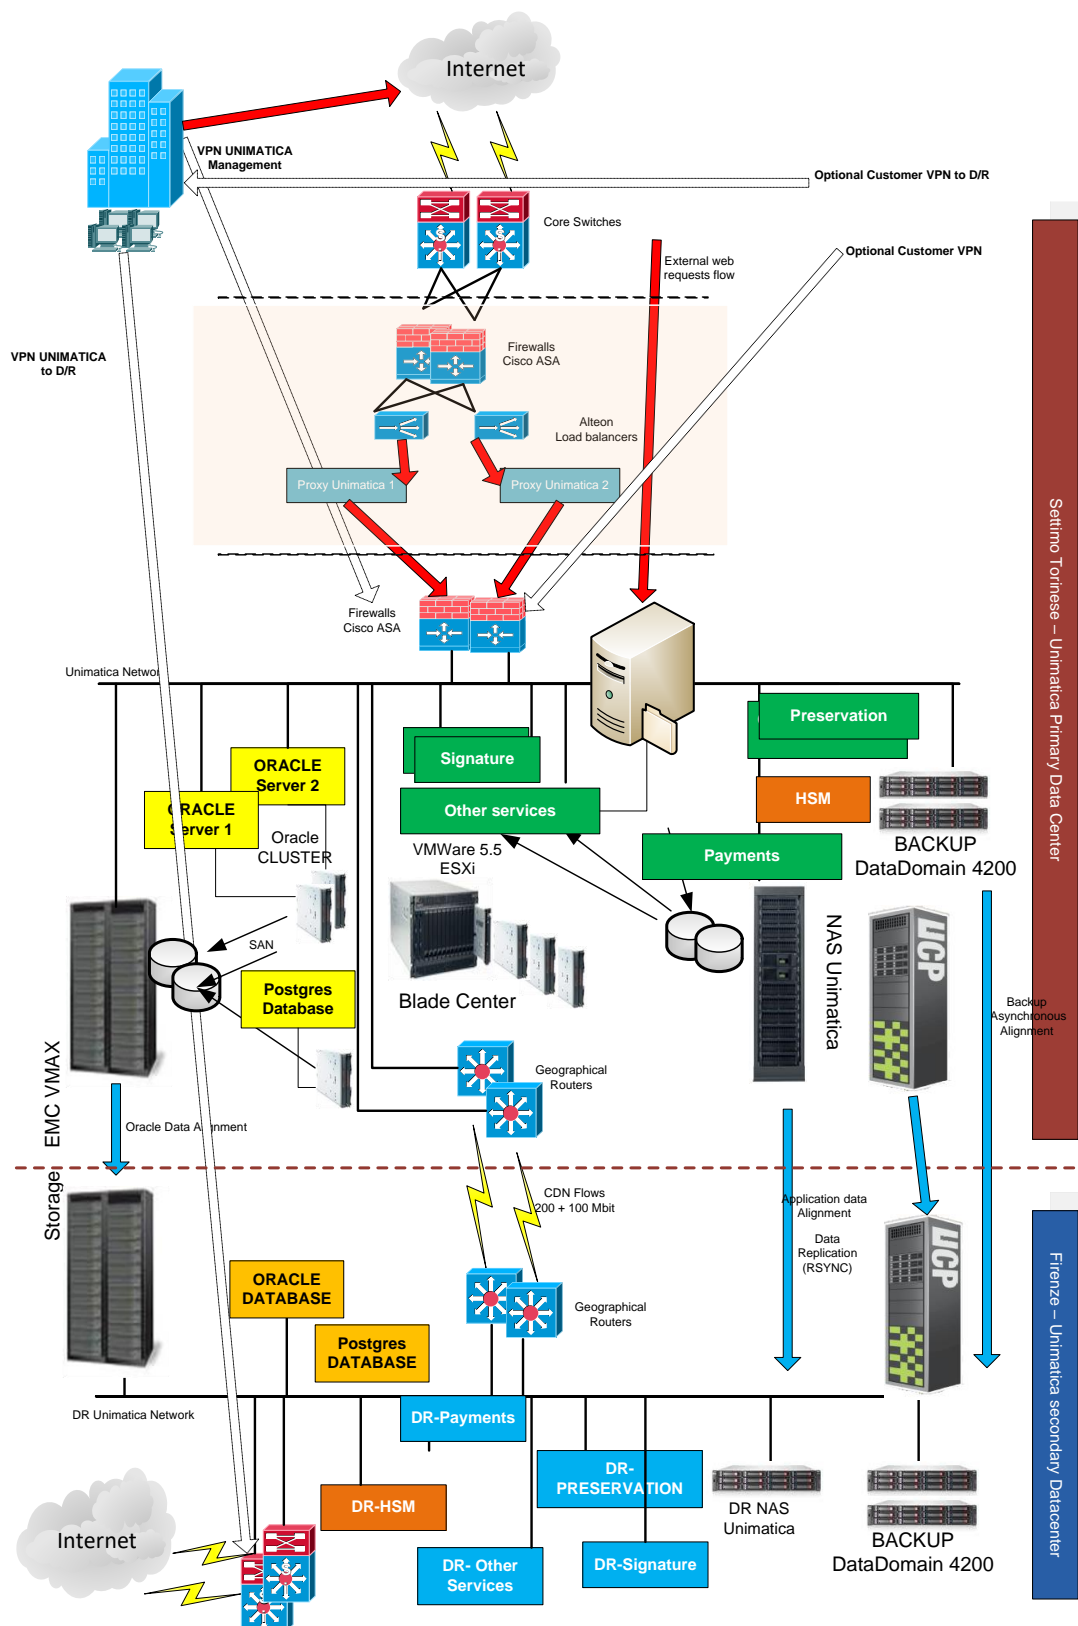 Internet
VPN UNIMATICA
Management
Optional Customer VPN to D/R
Core Switches
Optional Customer VPN
External web
requests flow
VPN UNIMATICA
to D/R
Firewalls
Cisco ASA
Alteon
Load balancers
Proxy Unimatica 1
Proxy Unimatica 2
Firewalls
Cisco ASA
Unimatica Network
Settimo Torinese – Unimatica Primary Data Center
Preservation
Signature
ORACLE
Server 2
HSM
ORACLE
Server 1
Other services
Oracle
CLUSTER
VMWare 5.5
ESXi
Payments
BACKUP
DataDomain 4200
SAN
NAS Unimatica
UCP
Postgres
Database
Blade Center
Backup
Asynchronous
Alignment
EMC VMAX
Geographical
Routers
Oracle Data Alignment
Storage
CDN Flows
200 + 100 Mbit
Application data
Alignment
Data
Replication
(RSYNC)
UCP
ORACLE
DATABASE
Geographical
Routers
Postgres
DATABASE
Firenze – Unimatica secondary Datacenter
DR Unimatica Network
DR-Payments
DR-
PRESERVATION
DR-HSM
DR NAS
Unimatica
Internet
DR- Other
Services
DR-Signature
BACKUP
DataDomain 4200